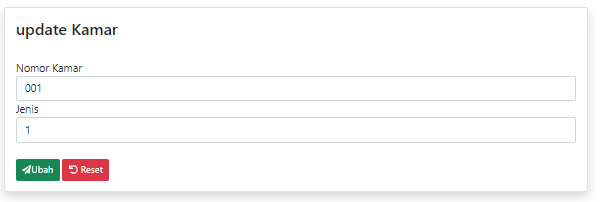 update Kamar
Nomor Kamar
001
Jenis
1
Ubah Reset